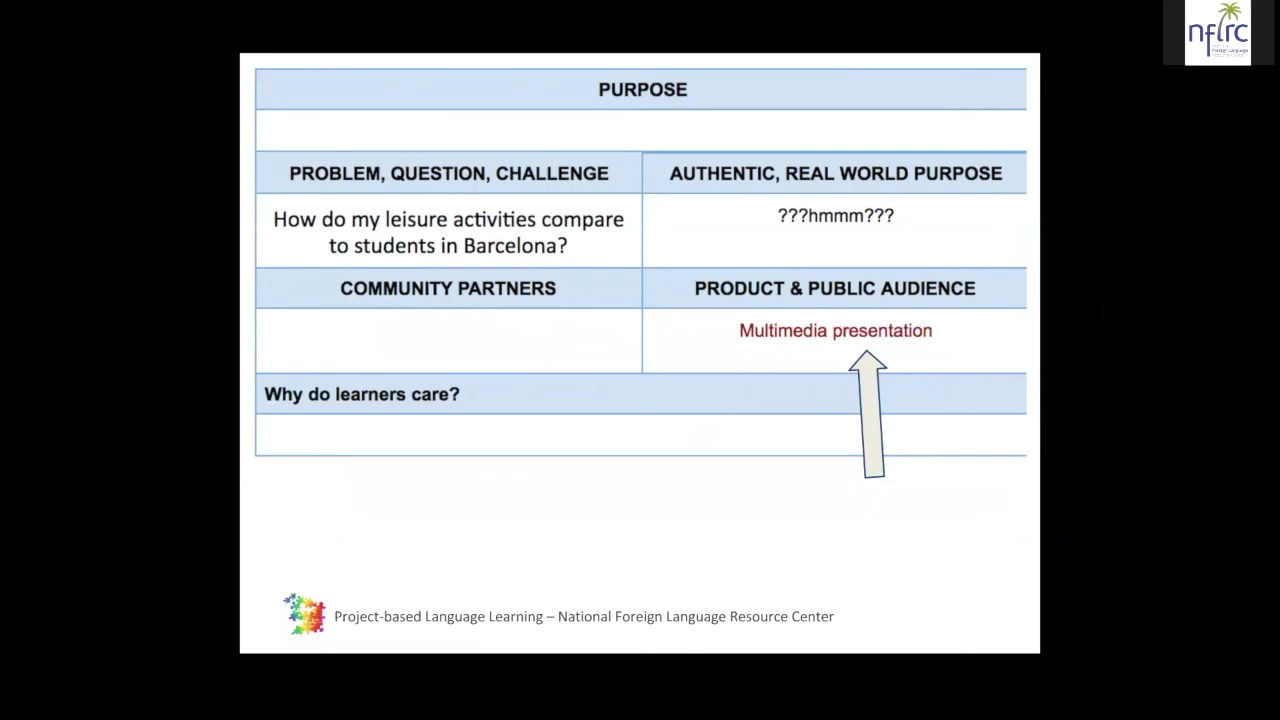 nflrc
Foreign Language
PURPOSE
PROBLEM, QUESTION, CHALLENGE
AUTHENTIC, REAL WORLD PURPOSE
How do my leisure activities compare
to students in Barcelona?
???hmmm???
COMMUNITY PARTNERS
PRODUCT & PUBLIC AUDIENCE
Multimedia presentation
Why do learners care?
Project-based Language Learning – National Foreign Language Resource Center